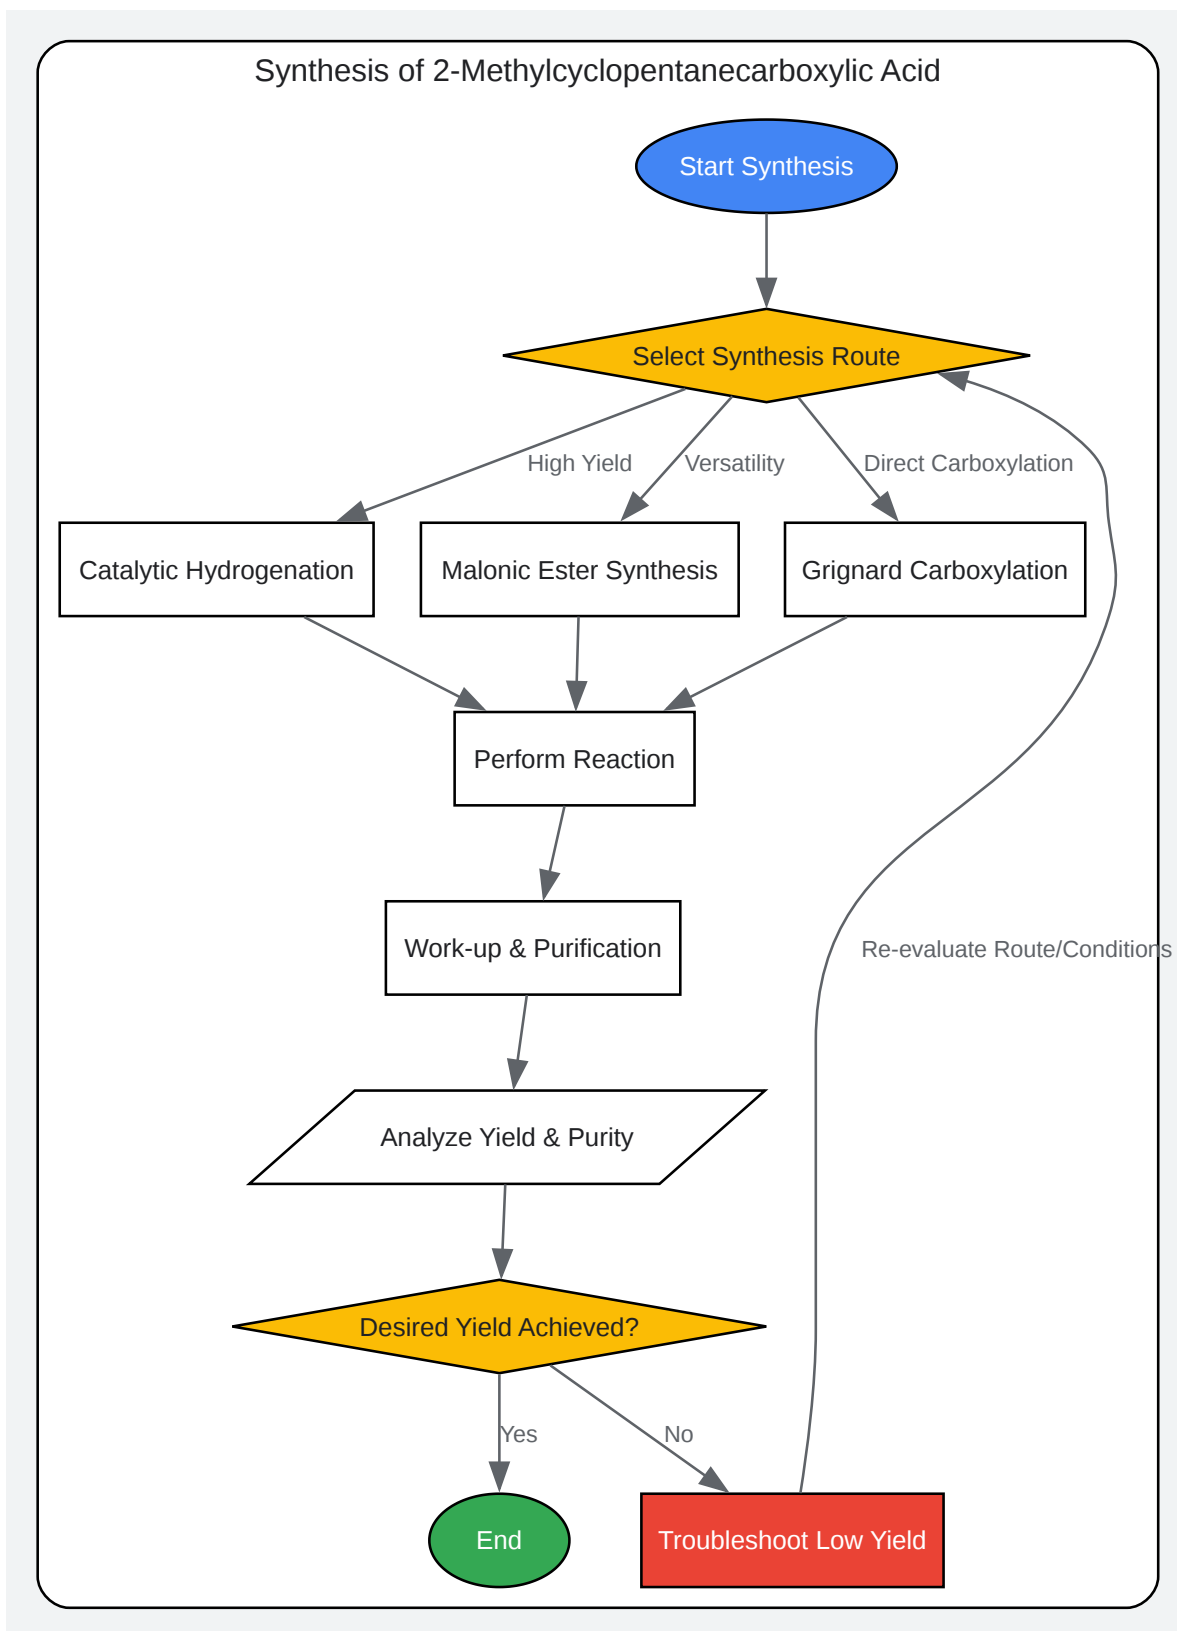 Synthesis of 2-Methylcyclopentanecarboxylic Acid
Start Synthesis
Select Synthesis Route
High Yield
Versatility
Direct Carboxylation
Catalytic Hydrogenation
Malonic Ester Synthesis
Grignard Carboxylation
Perform Reaction
Work-up & Purification
Re-evaluate Route/Conditions
Analyze Yield & Purity
Desired Yield Achieved?
Yes
No
End
Troubleshoot Low Yield